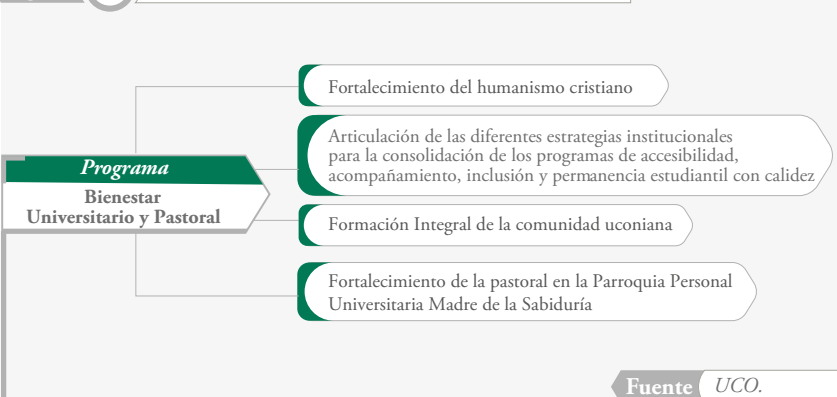 Fortalecimiento del humanismo cristiano
Articulación de las diferentes estrategias institucionales
para la consolidación de los programas de accesibilidad,
acompañamiento, inclusión y permanencia estudiantil con calidez
Programa
Bienestar
Universitario y Pastoral
Formación Integral de la comunidad uconiana
Fortalecimiento de la pastoral en la Parroquia Personal
Universitaria Madre de la Sabiduría
Fuente UCO.